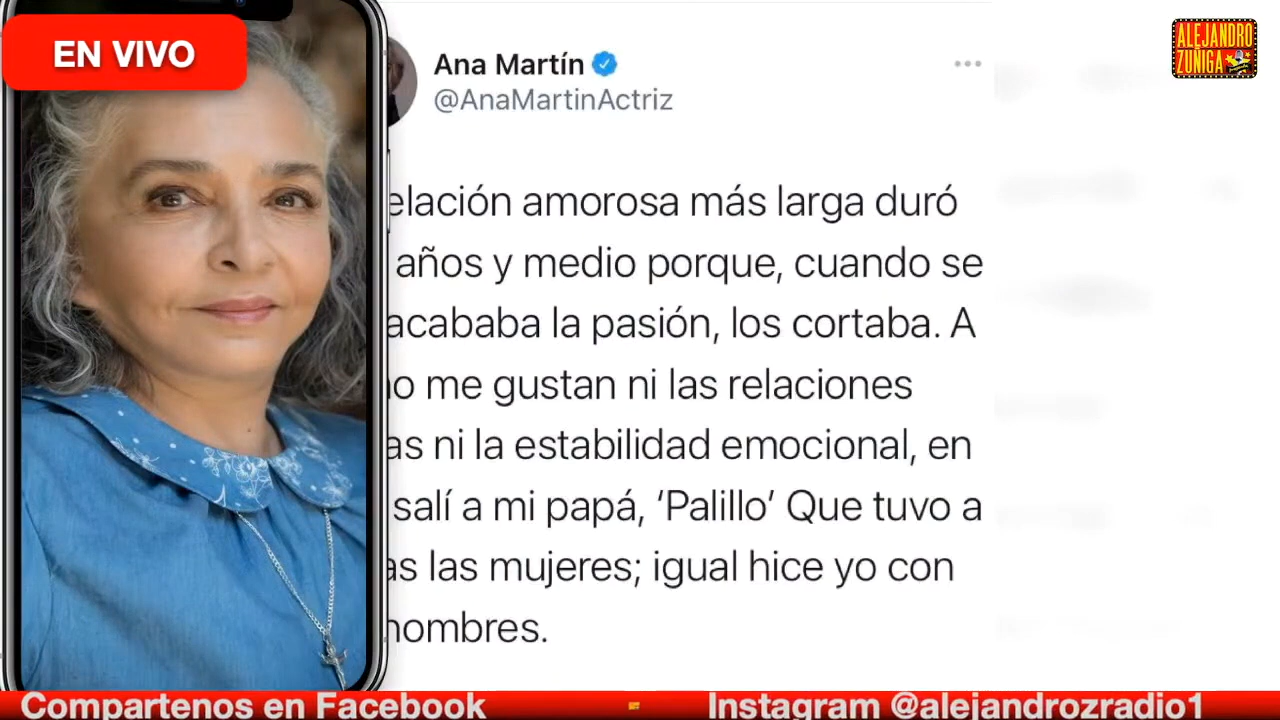 EN VIVO
ALEJANDRO
ZUÑIGA
Ana Martín
@AnaMartinActriz
elación amorosa más larga duró
años y medio porque, cuando se
acababa la pasión, los cortaba. A
no me gustan ni las relaciones
as ni la estabilidad emocional, en
salí a mi papá, ‘Palillo’ Que tuvo a
as las mujeres; igual hice yo con
hombres.
Compartenos en Facebook
Instagram @alejandrozradio1